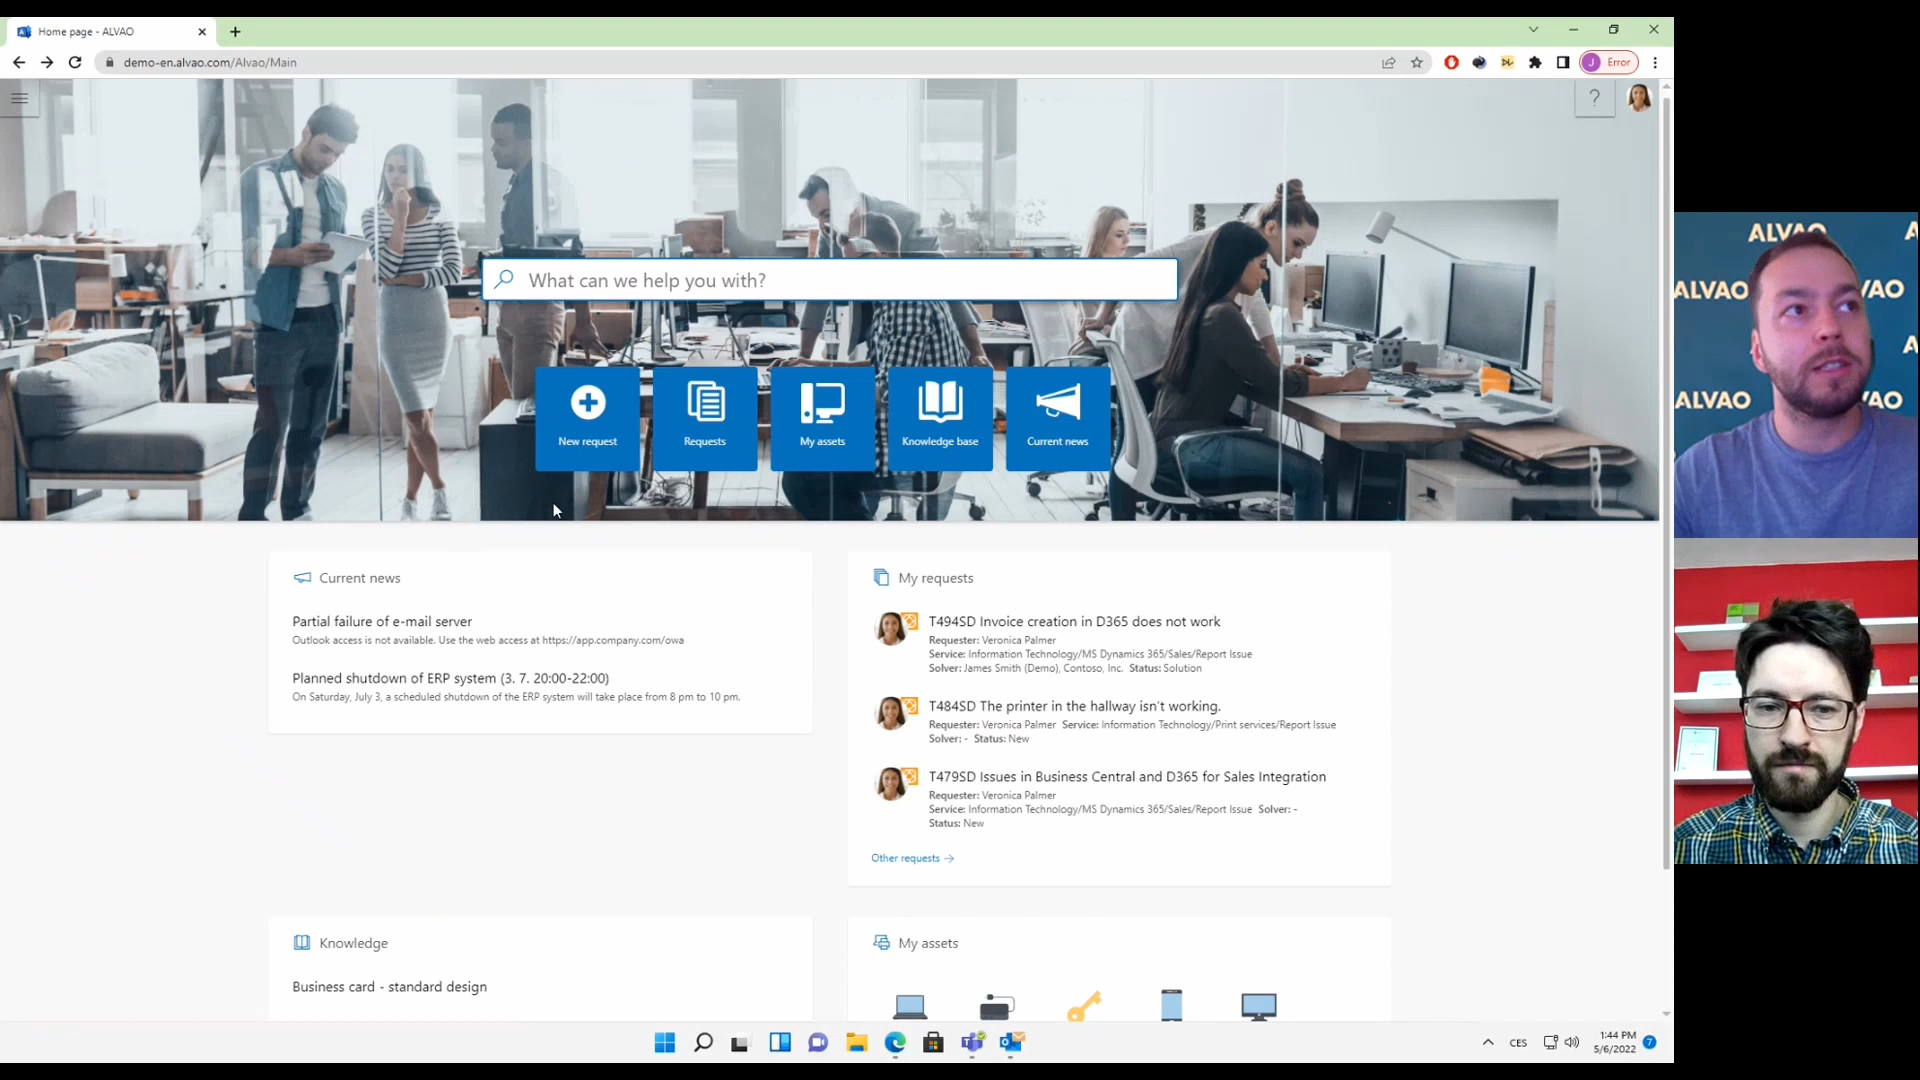 Home page - ALVAO
demo-en.alvao.com/Alvao/Main
J Error
?
What can we help you with?
New request
Requests
My assets
Knowledge base
Current news
Current news
Partial failure of e-mail server
Outlook access is not available. Use the web access at https://app.company.com/owa
Planned shutdown of ERP system (3. 7. 20:00-22:00)
On Saturday, July 3, a scheduled shutdown of the ERP system will take place from 8 pm to 10 pm.
My requests
T494SD Invoice creation in D365 does not work
Requester: Veronica Palmer
Service: Information Technology/MS Dynamics 365/Sales/Report Issue
Solver: James Smith (Demo), Contoso, Inc. Status: Solution
T484SD The printer in the hallway isn't working.
Requester: Veronica Palmer Service: Information Technology/Print services/Report Issue
Solver: - Status: New
T479SD Issues in Business Central and D365 for Sales Integration
Requester: Veronica Palmer
Service: Information Technology/MS Dynamics 365/Sales/Report Issue Solver: -
Status: New
Other requests →
Knowledge
Business card - standard design
My assets
CES
1:44 PM
5/6/2022
7
ALVAO
A
ALVAO
VAO
A
ALVAO
VAO